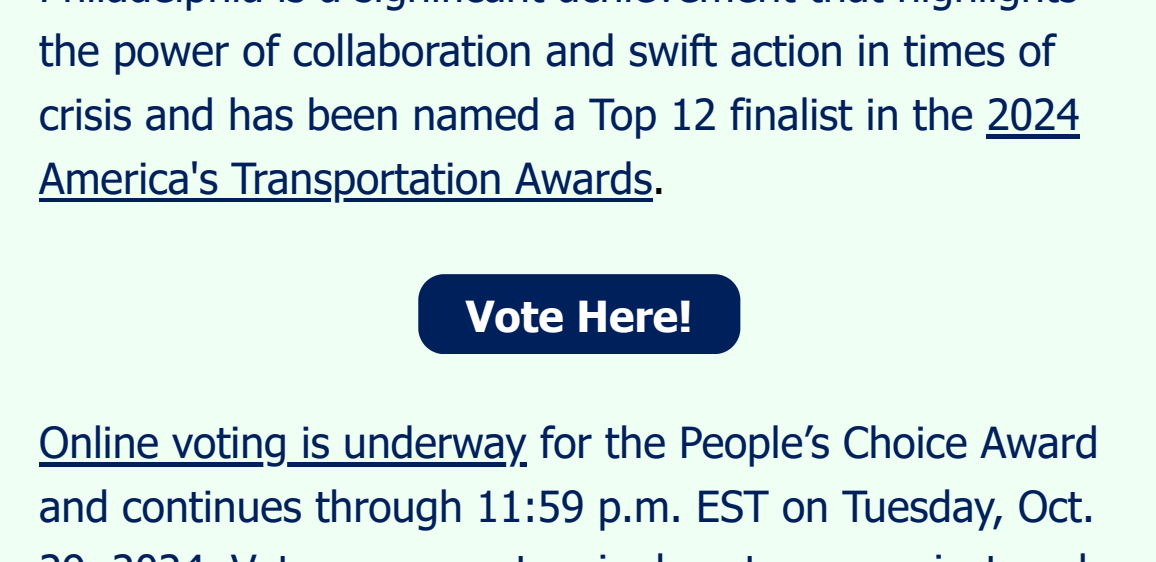 the power of collaboration and swift action in times of
crisis and has been named a Top 12 finalist in the 2024
America's Transportation Awards.
Vote Here!
Online voting is underway for the People’s Choice Award
and continues through 11:59 p.m. EST on Tuesday, Oct.